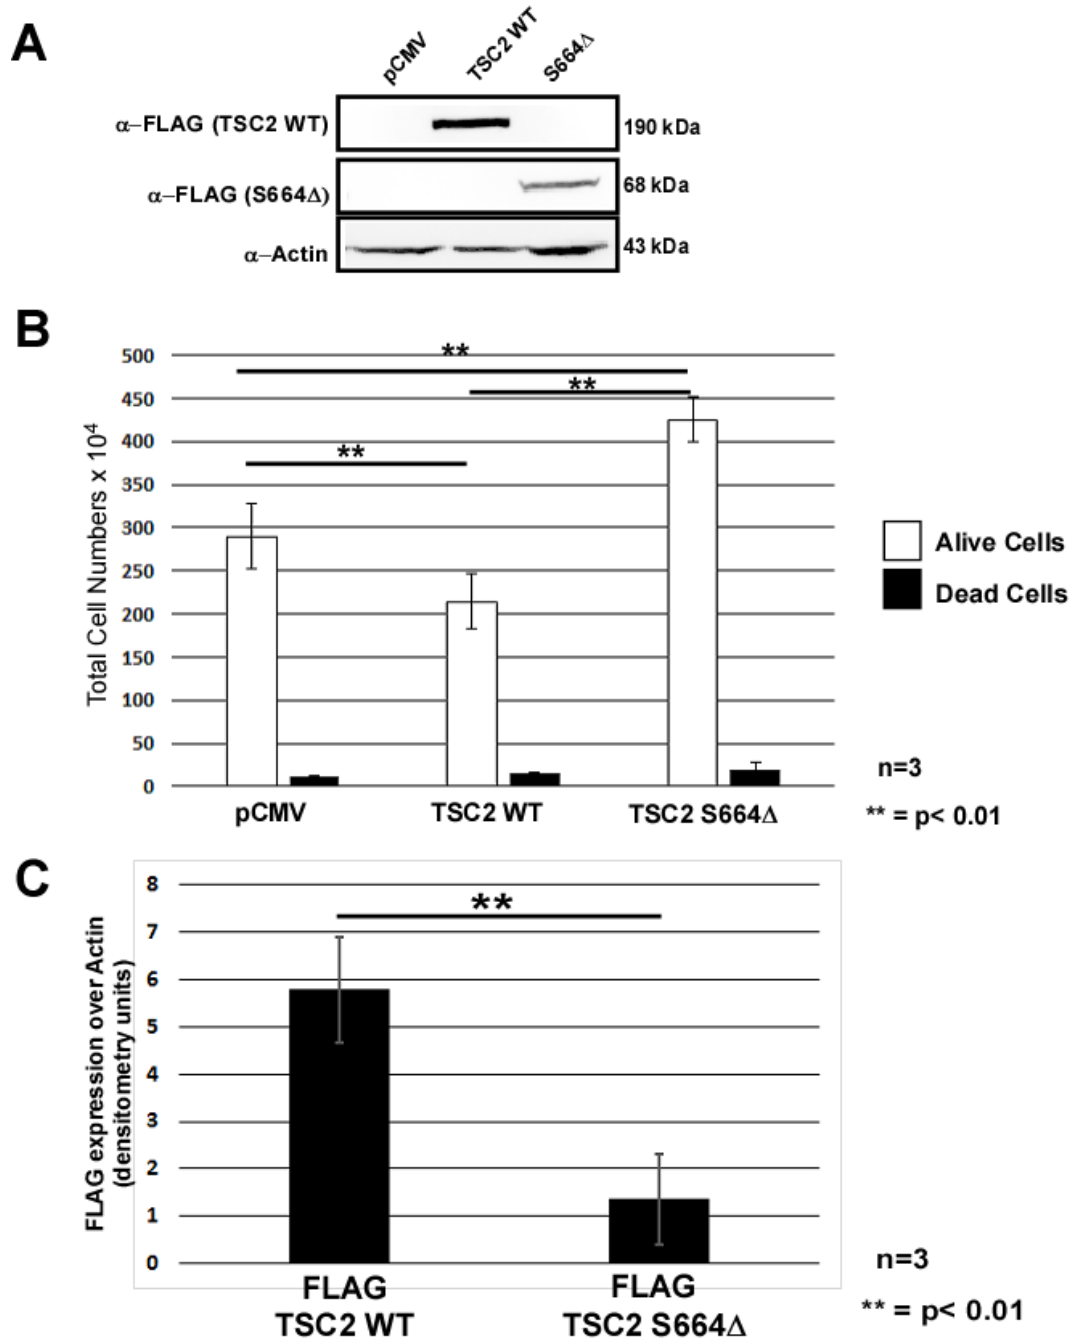 A
pCMV
TSC2 WT
S664Δ
α–FLAG (TSC2 WT)
190 kDa
α–FLAG (S664Δ)
68 kDa
α–Actin
43 kDa
B
Total Cell Numbers x 10⁴
500
450
400
350
300
250
200
150
100
50
0
**
**
**
pCMV
TSC2 WT
TSC2 S664Δ
Alive Cells
Dead Cells
n=3
** = p< 0.01
C
FLAG expression over Actin
(densitometry units)
8
7
6
5
4
3
2
1
0
**
FLAG
TSC2 WT
FLAG
TSC2 S664Δ
n=3
** = p< 0.01